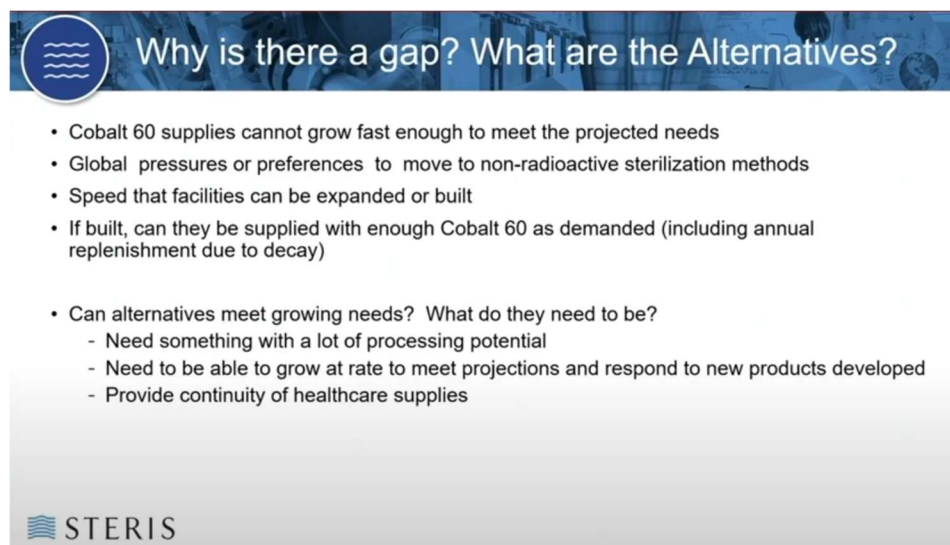 Why is there a gap? What are the Alternatives?
• Cobalt 60 supplies cannot grow fast enough to meet the projected needs
• Global pressures or preferences to move to non-radioactive sterilization methods
• Speed that facilities can be expanded or built
• If built, can they be supplied with enough Cobalt 60 as demanded (including annual
replenishment due to decay)
• Can alternatives meet growing needs? What do they need to be?
- Need something with a lot of processing potential
- Need to be able to grow at rate to meet projections and respond to new products developed
- Provide continuity of healthcare supplies
STERIS